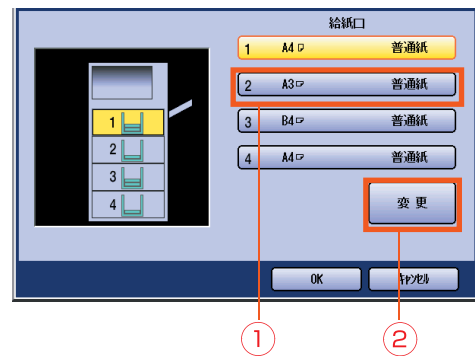 給紙口
1 A4 普通紙
2 A3 普通紙
3 B4 普通紙
4 A4 普通紙
1
2
3
4
変更
OK キャンセル
① ②